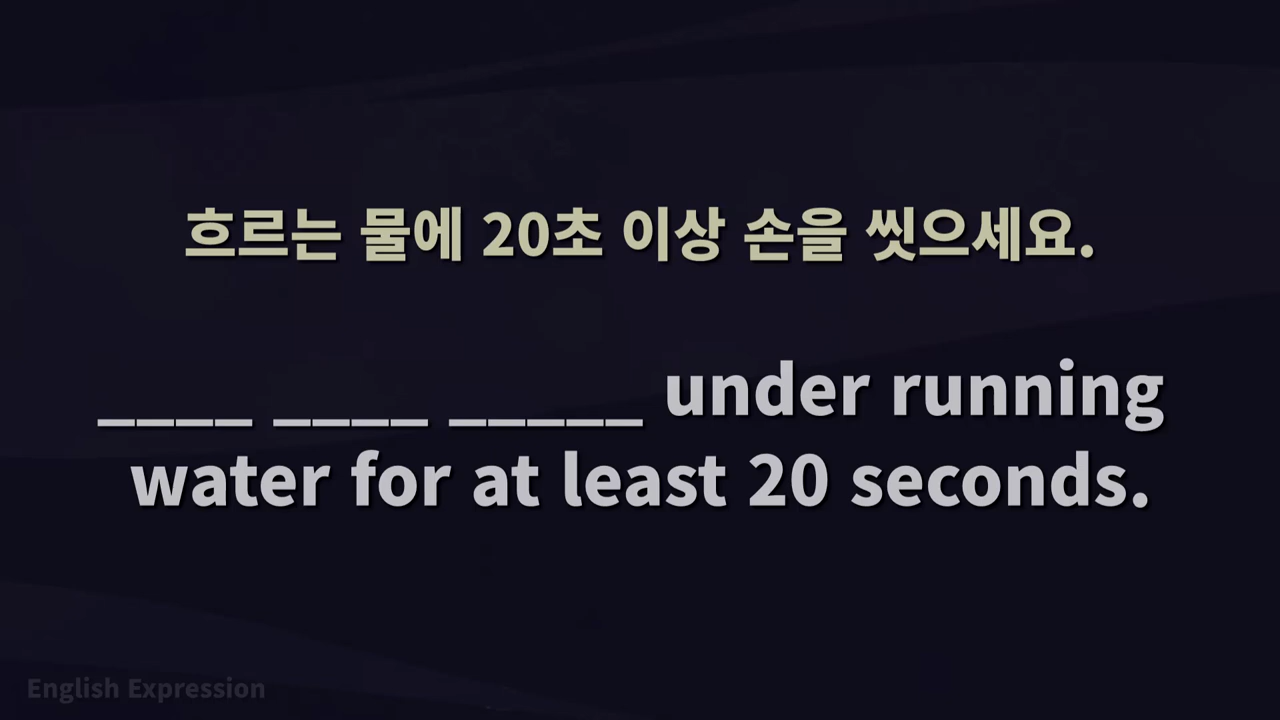 흐르는 물에 20초 이상 손을 씻으세요.
____ ____ _____ under running
water for at least 20 seconds.
English Expression